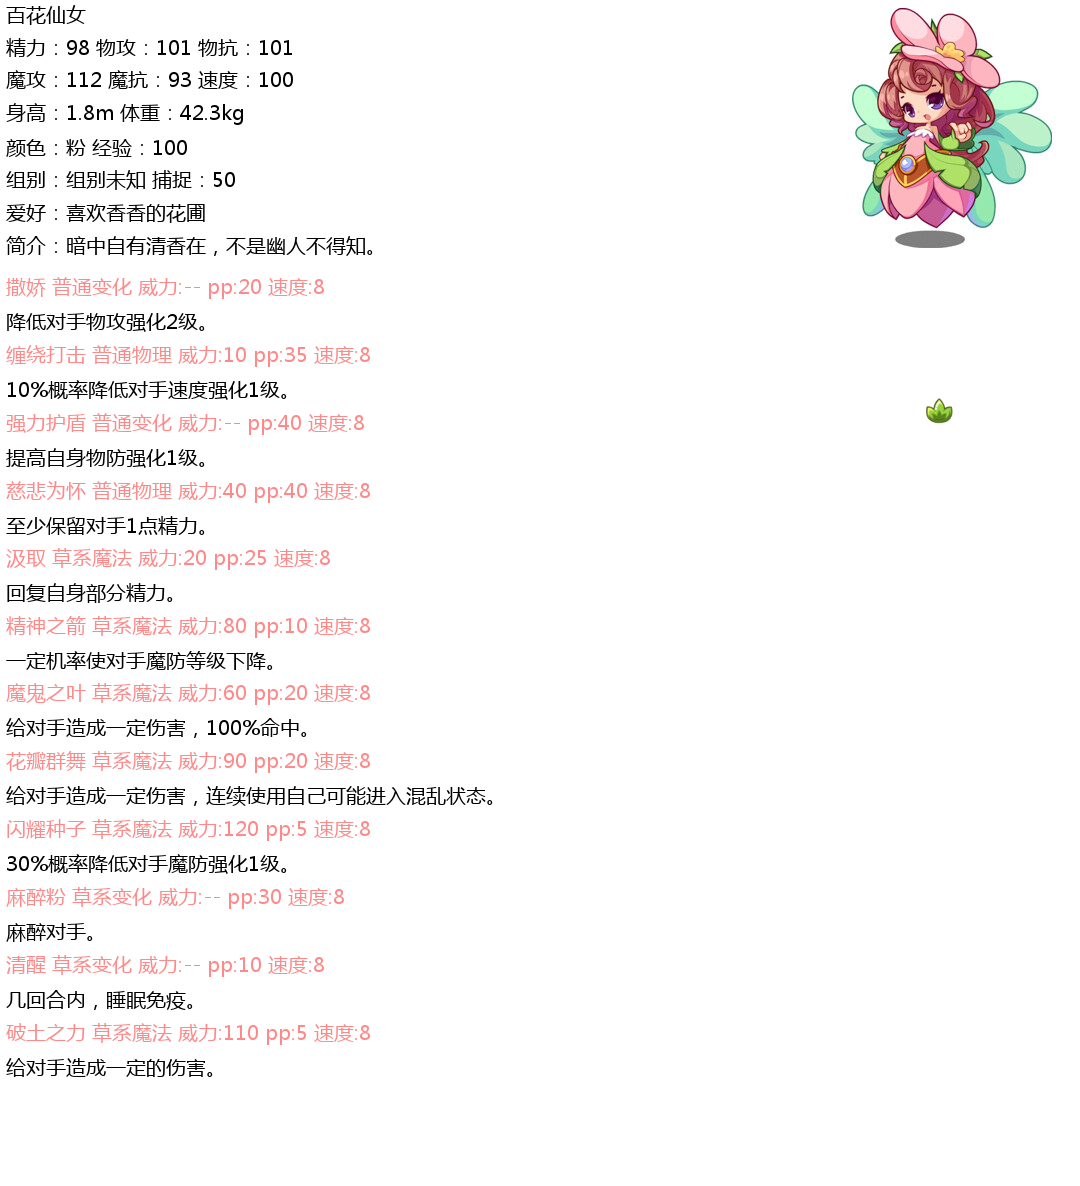 百花仙女
精力：98 物攻：101 物抗：101
魔攻：112 魔抗：93 速度：100
身高：1.8m 体重：42.3kg
颜色：粉 经验：100
组别：组别未知 捕捉：50
爱好：喜欢香香的花圃
简介：暗中自有清香在，不是幽人不得知。
撒娇 普通变化 威力:-- pp:20 速度:8
降低对手物攻强化2级。
缠绕打击 普通物理 威力:10 pp:35 速度:8
10%概率降低对手速度强化1级。
强力护盾 普通变化 威力:-- pp:40 速度:8
提高自身物防强化1级。
慈悲为怀 普通物理 威力:40 pp:40 速度:8
至少保留对手1点精力。
汲取 草系魔法 威力:20 pp:25 速度:8
回复自身部分精力。
精神之箭 草系魔法 威力:80 pp:10 速度:8
一定机率使对手魔防等级下降。
魔鬼之叶 草系魔法 威力:60 pp:20 速度:8
给对手造成一定伤害，100%命中。
花瓣群舞 草系魔法 威力:90 pp:20 速度:8
给对手造成一定伤害，连续使用自己可能进入混乱状态。
闪耀种子 草系魔法 威力:120 pp:5 速度:8
30%概率降低对手魔防强化1级。
麻醉粉 草系变化 威力:-- pp:30 速度:8
麻醉对手。
清醒 草系变化 威力:-- pp:10 速度:8
几回合内，睡眠免疫。
破土之力 草系魔法 威力:110 pp:5 速度:8
给对手造成一定的伤害。